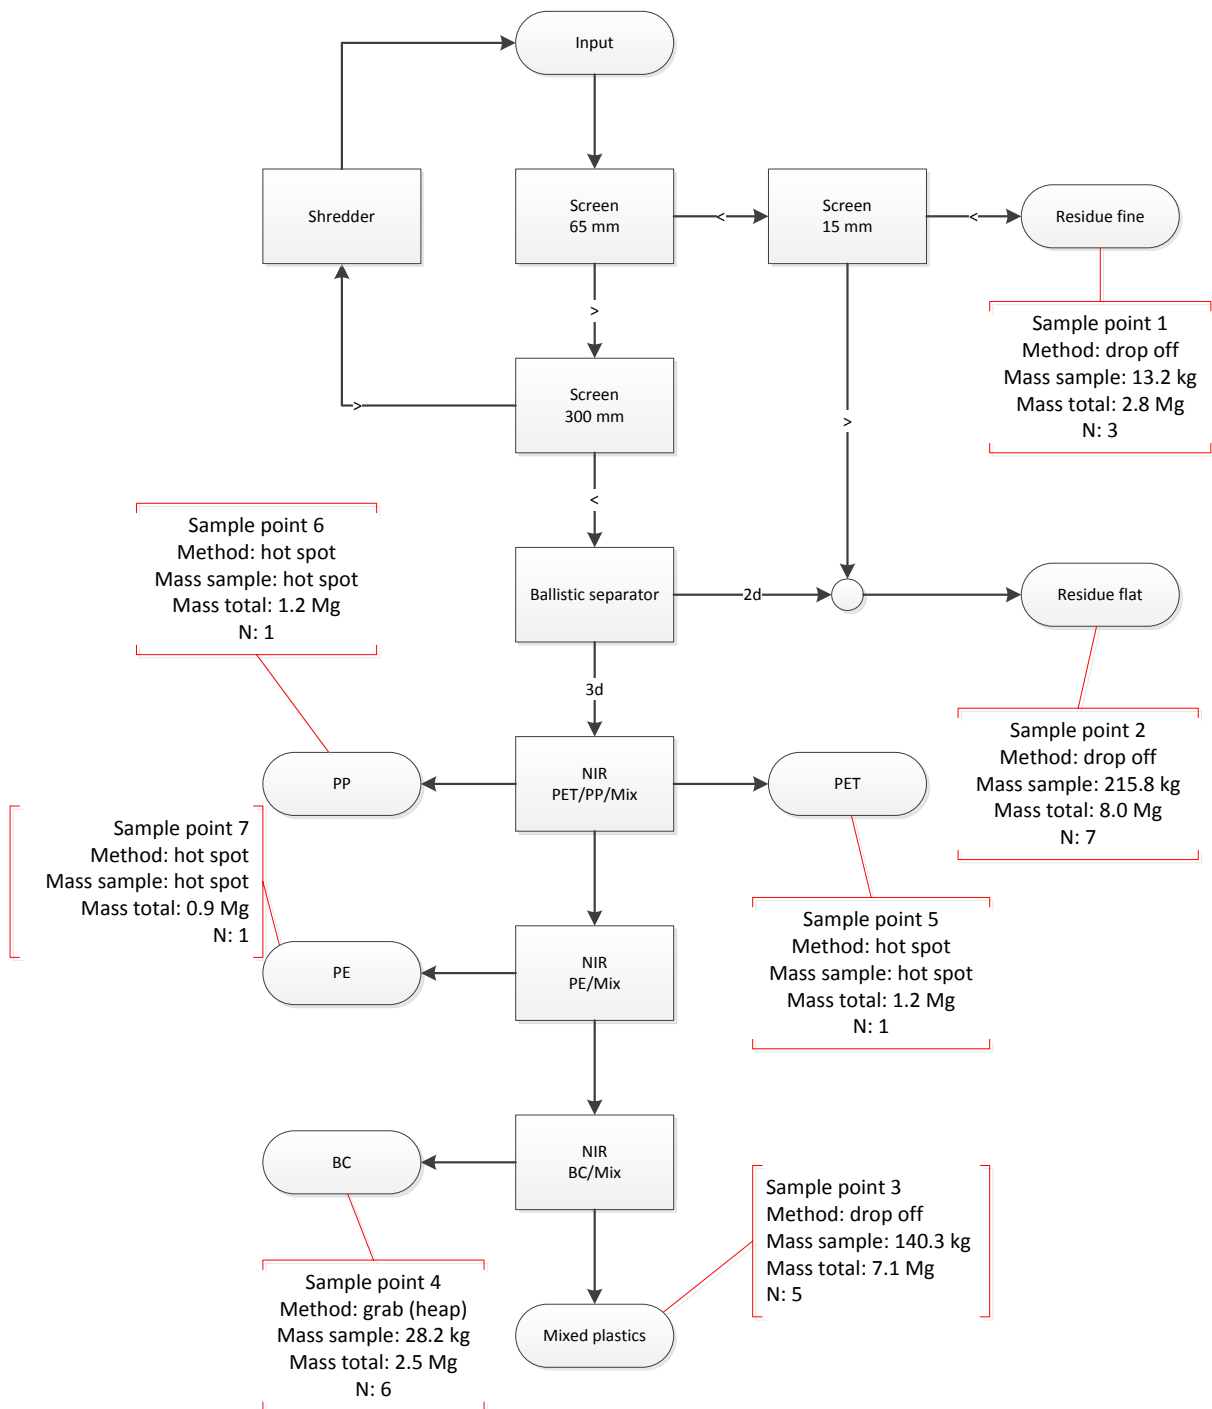 Input
Shredder
Screen
65 mm
<
Screen
15 mm
<
Residue fine
>
Sample point 1
Method: drop off
Mass sample: 13.2 kg
Mass total: 2.8 Mg
N: 3
Screen
300 mm
>
>
<
Sample point 6
Method: hot spot
Mass sample: hot spot
Mass total: 1.2 Mg
N: 1
Ballistic separator
2d
Residue flat
3d
Sample point 2
Method: drop off
Mass sample: 215.8 kg
Mass total: 8.0 Mg
N: 7
PP
NIR
PET/PP/Mix
PET
Sample point 7
Method: hot spot
Mass sample: hot spot
Mass total: 0.9 Mg
N: 1
Sample point 5
Method: hot spot
Mass sample: hot spot
Mass total: 1.2 Mg
N: 1
PE
NIR
PE/Mix
BC
NIR
BC/Mix
Sample point 3
Method: drop off
Mass sample: 140.3 kg
Mass total: 7.1 Mg
N: 5
Sample point 4
Method: grab (heap)
Mass sample: 28.2 kg
Mass total: 2.5 Mg
N: 6
Mixed plastics